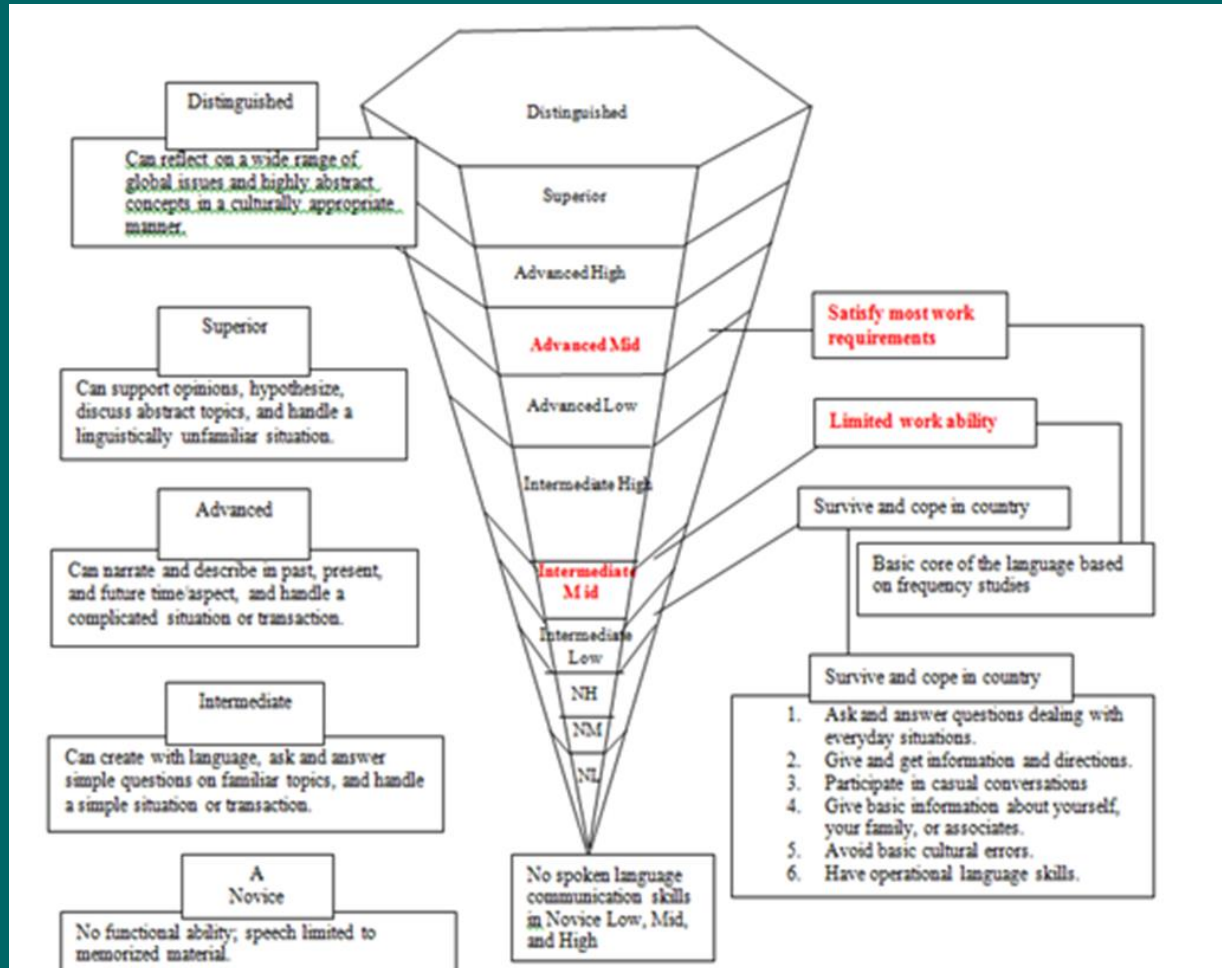 Distinguished
Can reflect on a wide range of
global issues and highly abstract
concepts in a culturally appropriate
manner.
Superior
Can support opinions, hypothesize,
discuss abstract topics, and handle a
linguistically unfamiliar situation.
Advanced
Can narrate and describe in past, present,
and future time/aspect, and handle a
complicated situation or transaction.
Intermediate
Can create with language, ask and answer
simple questions on familiar topics, and handle
a simple situation or transaction.
A
Novice
No functional ability; speech limited to
memorized material.
Distinguished
Superior
Advanced High
Advanced Mid
Advanced Low
Intermediate High
Intermediate
Mid
Intermediate
Low
NH
NM
NL
No spoken language
communication skills
in Novice Low, Mid,
and High
Satisfy most work
requirements
Limited work ability
Survive and cope in country
Basic core of the language based
on frequency studies
Survive and cope in country
1. Ask and answer questions dealing with
everyday situations.
2. Give and get information and directions.
3. Participate in casual conversations
4. Give basic information about yourself,
your family, or associates.
5. Avoid basic cultural errors.
6. Have operational language skills.